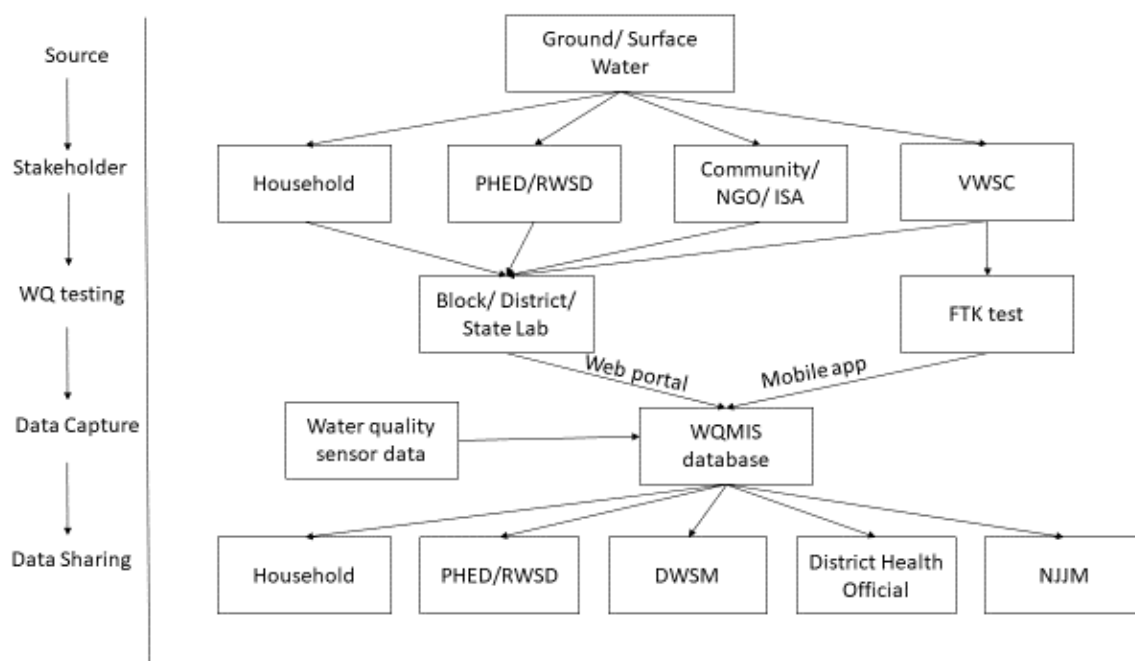 Source
Stakeholder
WQ testing
Data Capture
Data Sharing
Ground/ Surface
Water
Household
PHED/RWSD
Community/
NGO/ ISA
VWSC
Block/ District/
State Lab
FTK test
Web portal
Mobile app
Water quality
sensor data
WQMIS
database
Household
PHED/RWSD
DWSM
District Health
Official
NJJM